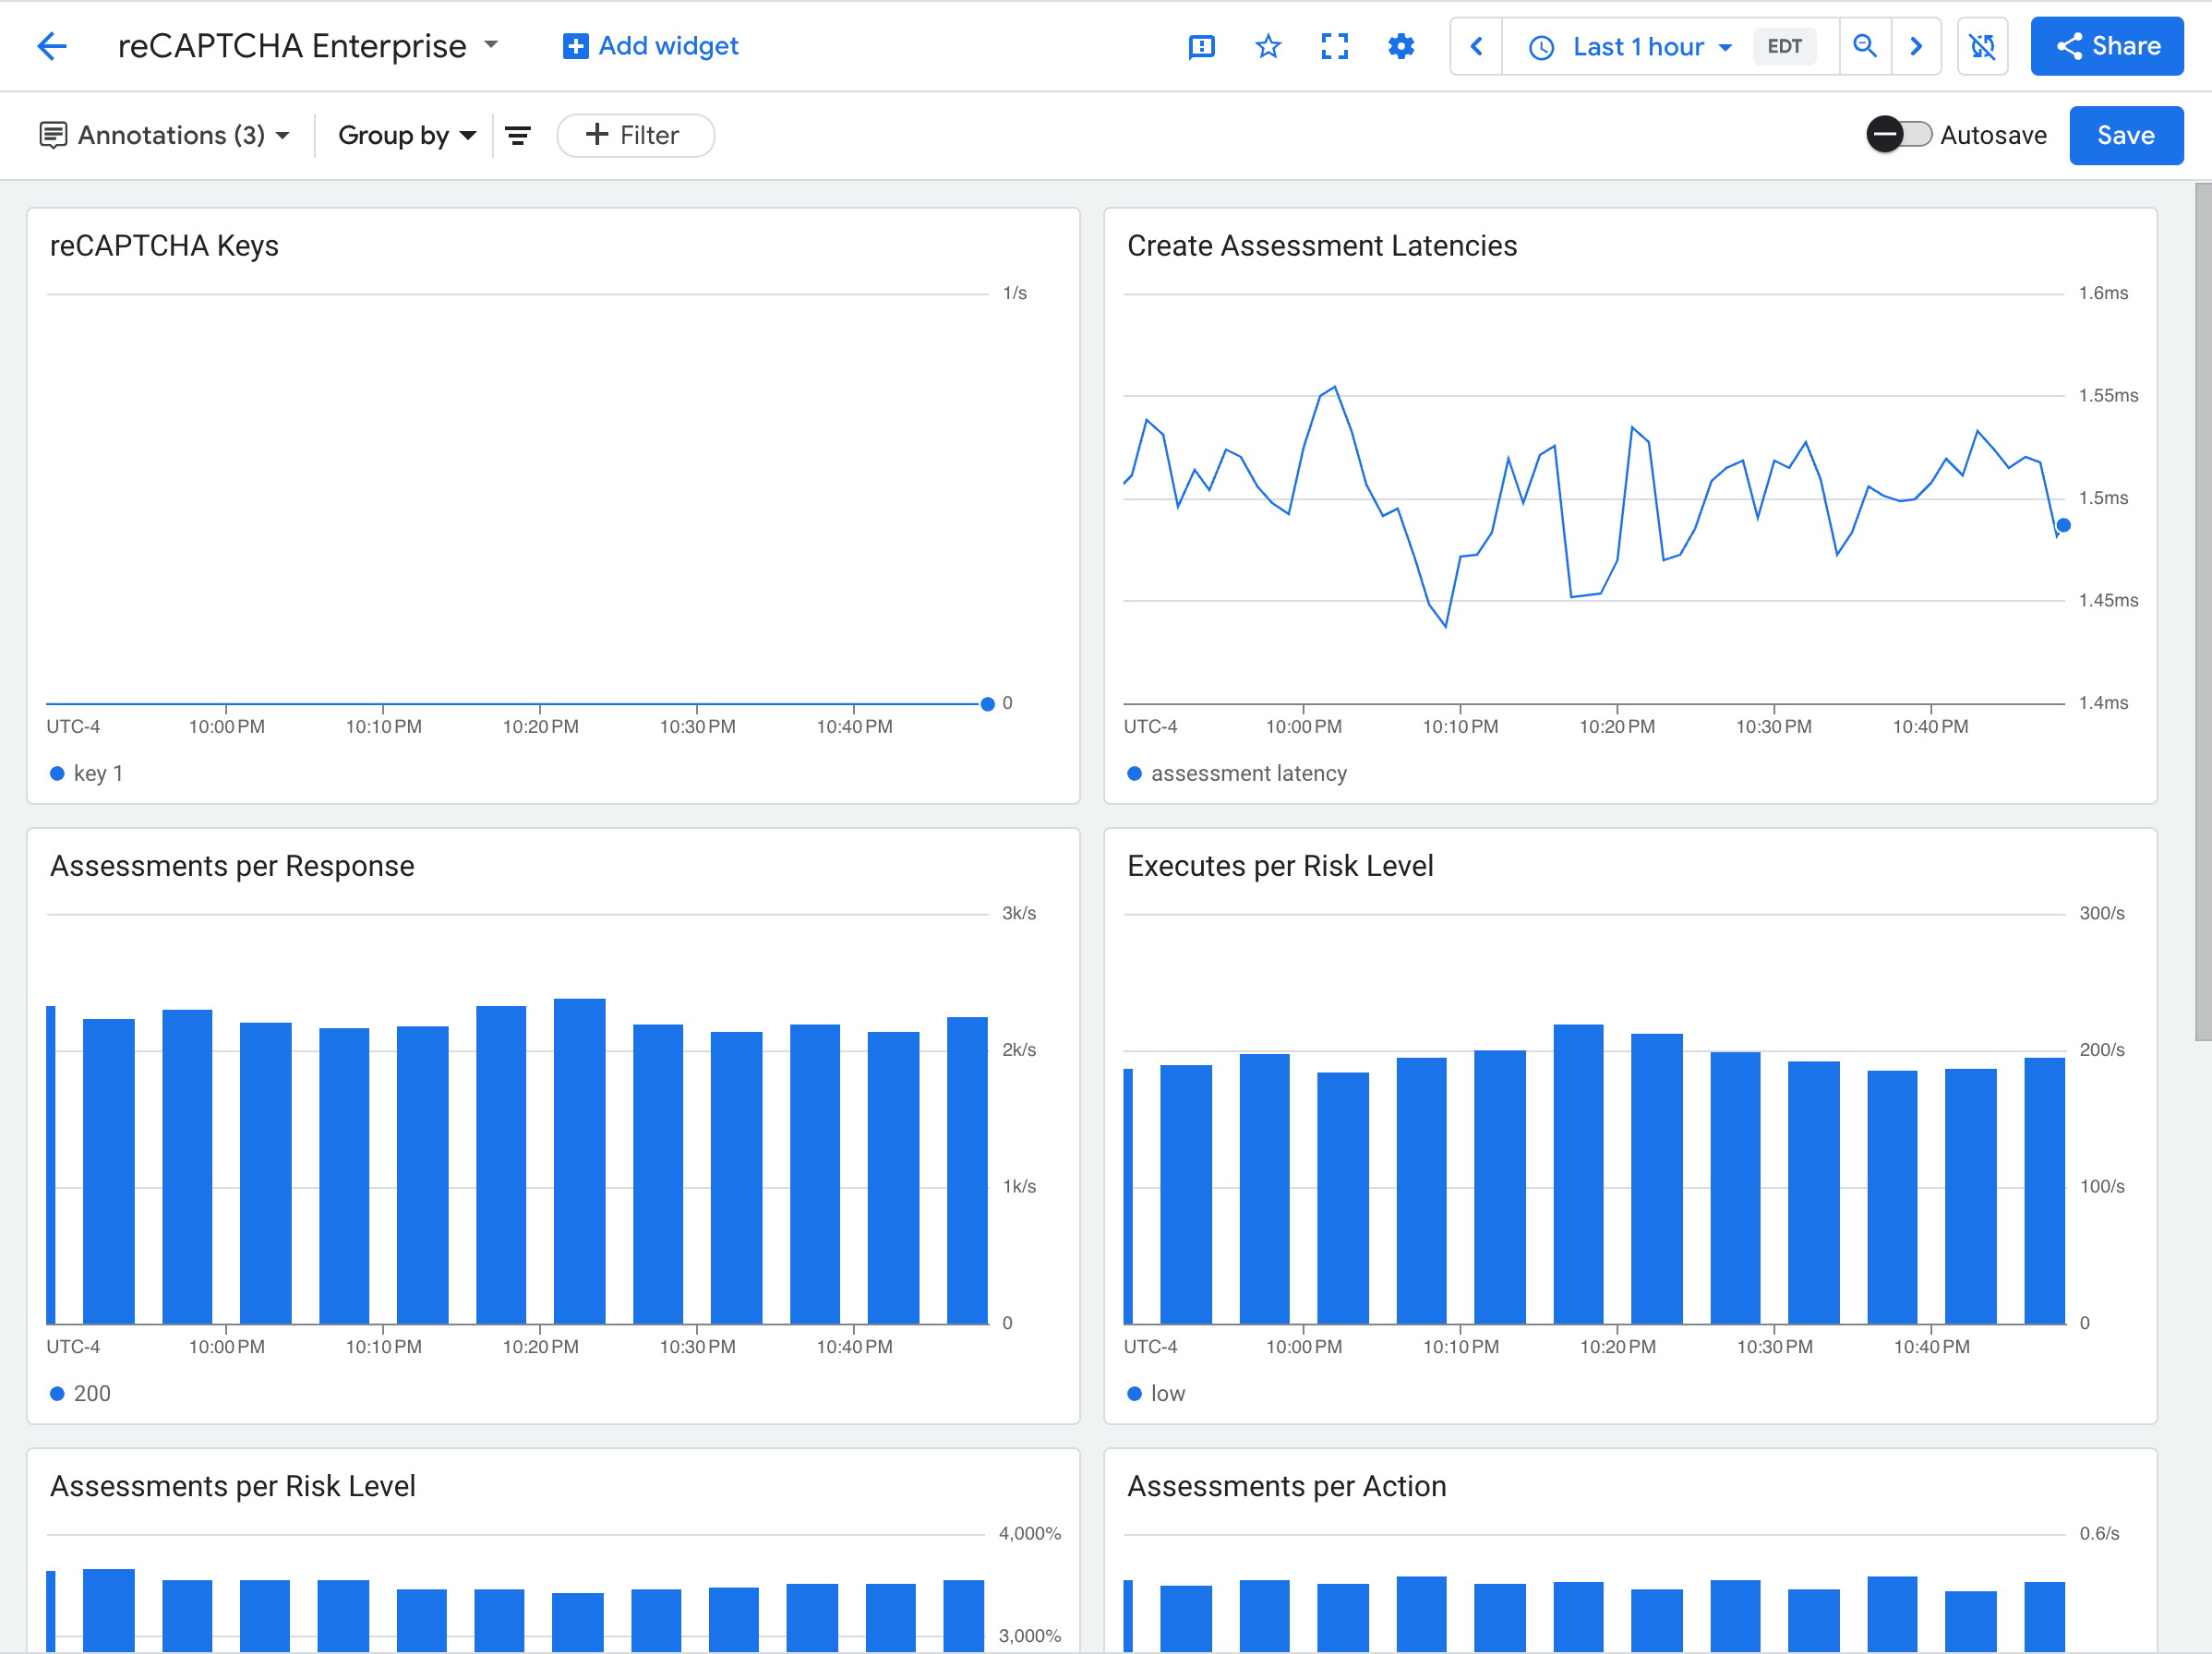 reCAPTCHA Enterprise
Add widget
Last 1 hour
EDT
Share
Annotations (3)
Group by
Filter
Autosave
Save
reCAPTCHA Keys
1/s
0
UTC-4 10:00 PM 10:10 PM 10:20 PM 10:30 PM 10:40 PM
key 1
Create Assessment Latencies
1.6ms
1.55ms
1.5ms
1.45ms
1.4ms
UTC-4 10:00 PM 10:10 PM 10:20 PM 10:30 PM 10:40 PM
assessment latency
Assessments per Response
3k/s
2k/s
1k/s
0
UTC-4 10:00 PM 10:10 PM 10:20 PM 10:30 PM 10:40 PM
200
Executes per Risk Level
300/s
200/s
100/s
0
UTC-4 10:00 PM 10:10 PM 10:20 PM 10:30 PM 10:40 PM
low
Assessments per Risk Level
4,000%
3,000%
Assessments per Action
0.6/s